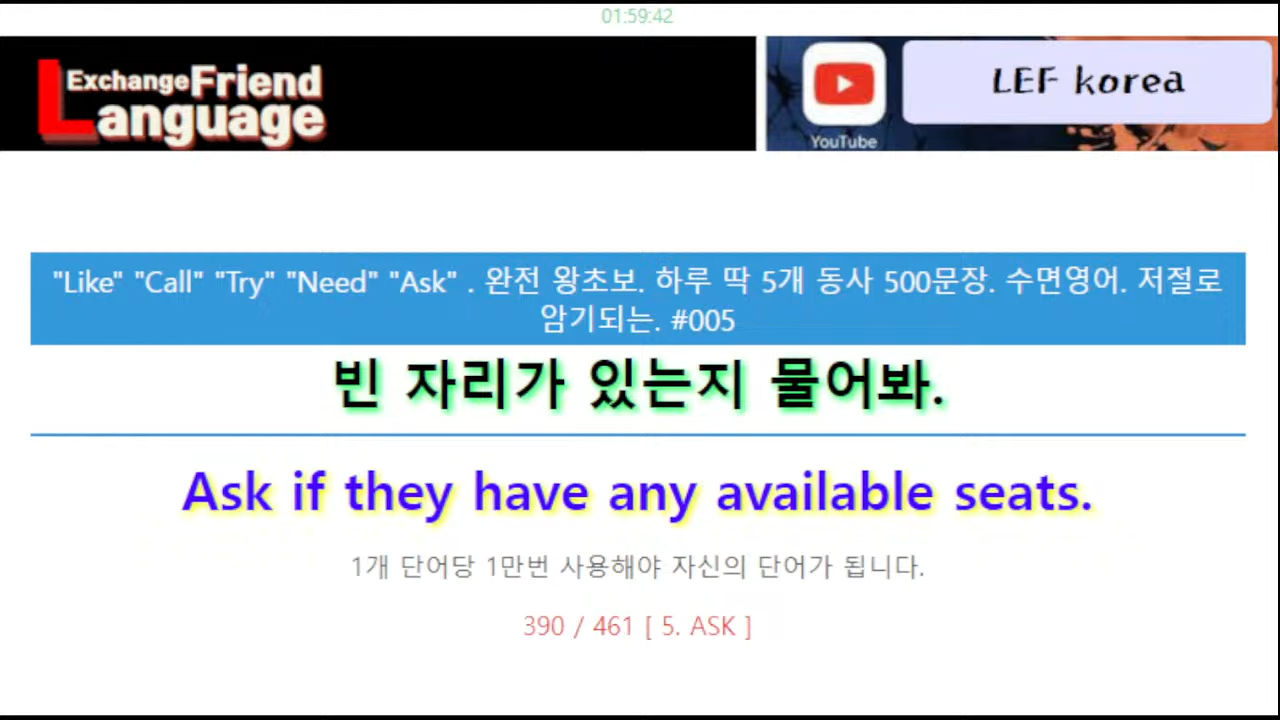 01:59:42
ExchangeFriend
Language
LEF korea
YouTube
"Like" "Call" "Try" "Need" "Ask" . 완전 왕초보. 하루 딱 5개 동사 500문장. 수면영어. 저절로
암기되는. #005
빈 자리가 있는지 물어봐.
Ask if they have any available seats.
1개 단어당 1만번 사용해야 자신의 단어가 됩니다.
390 / 461 [ 5. ASK ]